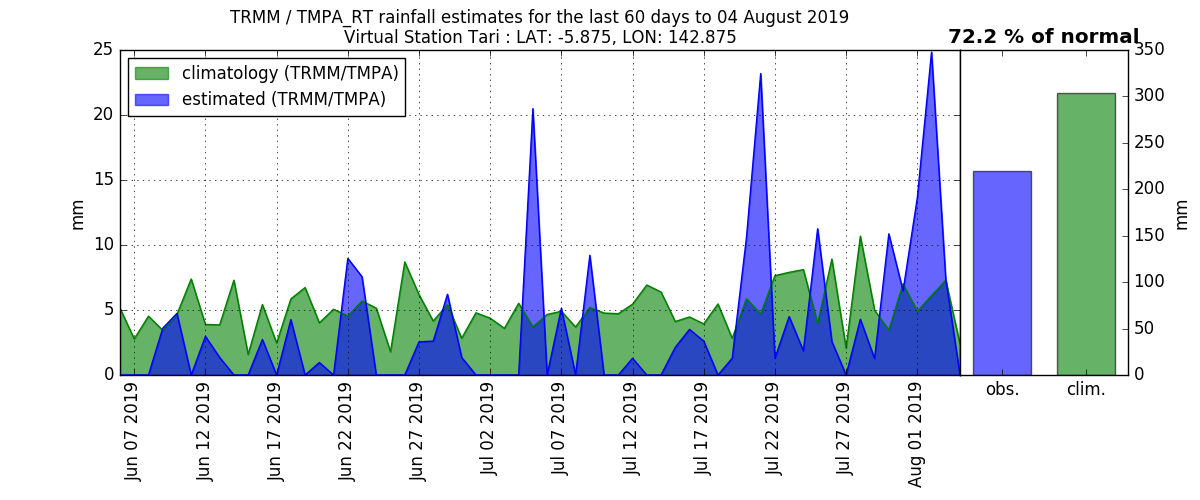 TRMM / TMPA_RT rainfall estimates for the last 60 days to 04 August 2019
Virtual Station Tari : LAT: -5.875, LON: 142.875
72.2 % of normal
climatology (TRMM/TMPA)
estimated (TRMM/TMPA)
mm
25
20
15
10
5
0
Jun 07 2019
Jun 12 2019
Jun 17 2019
Jun 22 2019
Jun 27 2019
Jul 02 2019
Jul 07 2019
Jul 12 2019
Jul 17 2019
Jul 22 2019
Jul 27 2019
Aug 01 2019
obs.
clim.
350
300
250
200
150
100
50
0
mm